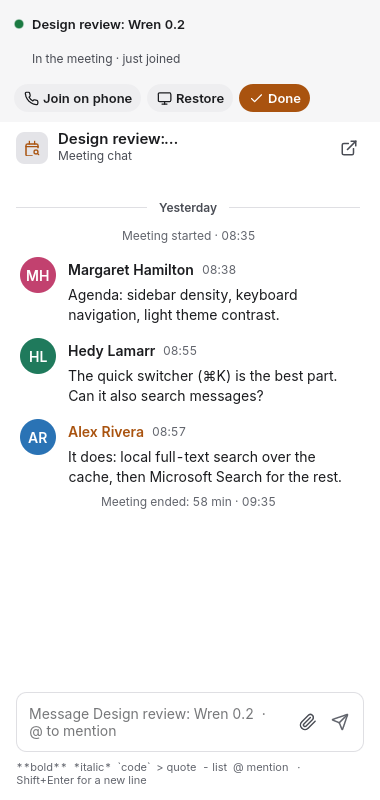 Design review: Wren 0.2
In the meeting · just joined
Join on phone
Restore
Done
Design review:...
Meeting chat
Yesterday
Meeting started · 08:35
MH
Margaret Hamilton 08:38
Agenda: sidebar density, keyboard
navigation, light theme contrast.
HL
Hedy Lamarr 08:55
The quick switcher (⌘K) is the best part.
Can it also search messages?
AR
Alex Rivera 08:57
It does: local full-text search over the
cache, then Microsoft Search for the rest.
Meeting ended: 58 min · 09:35
Message Design review: Wren 0.2 ·
@ to mention
**bold** *italic* `code` > quote - list @ mention ·
Shift+Enter for a new line